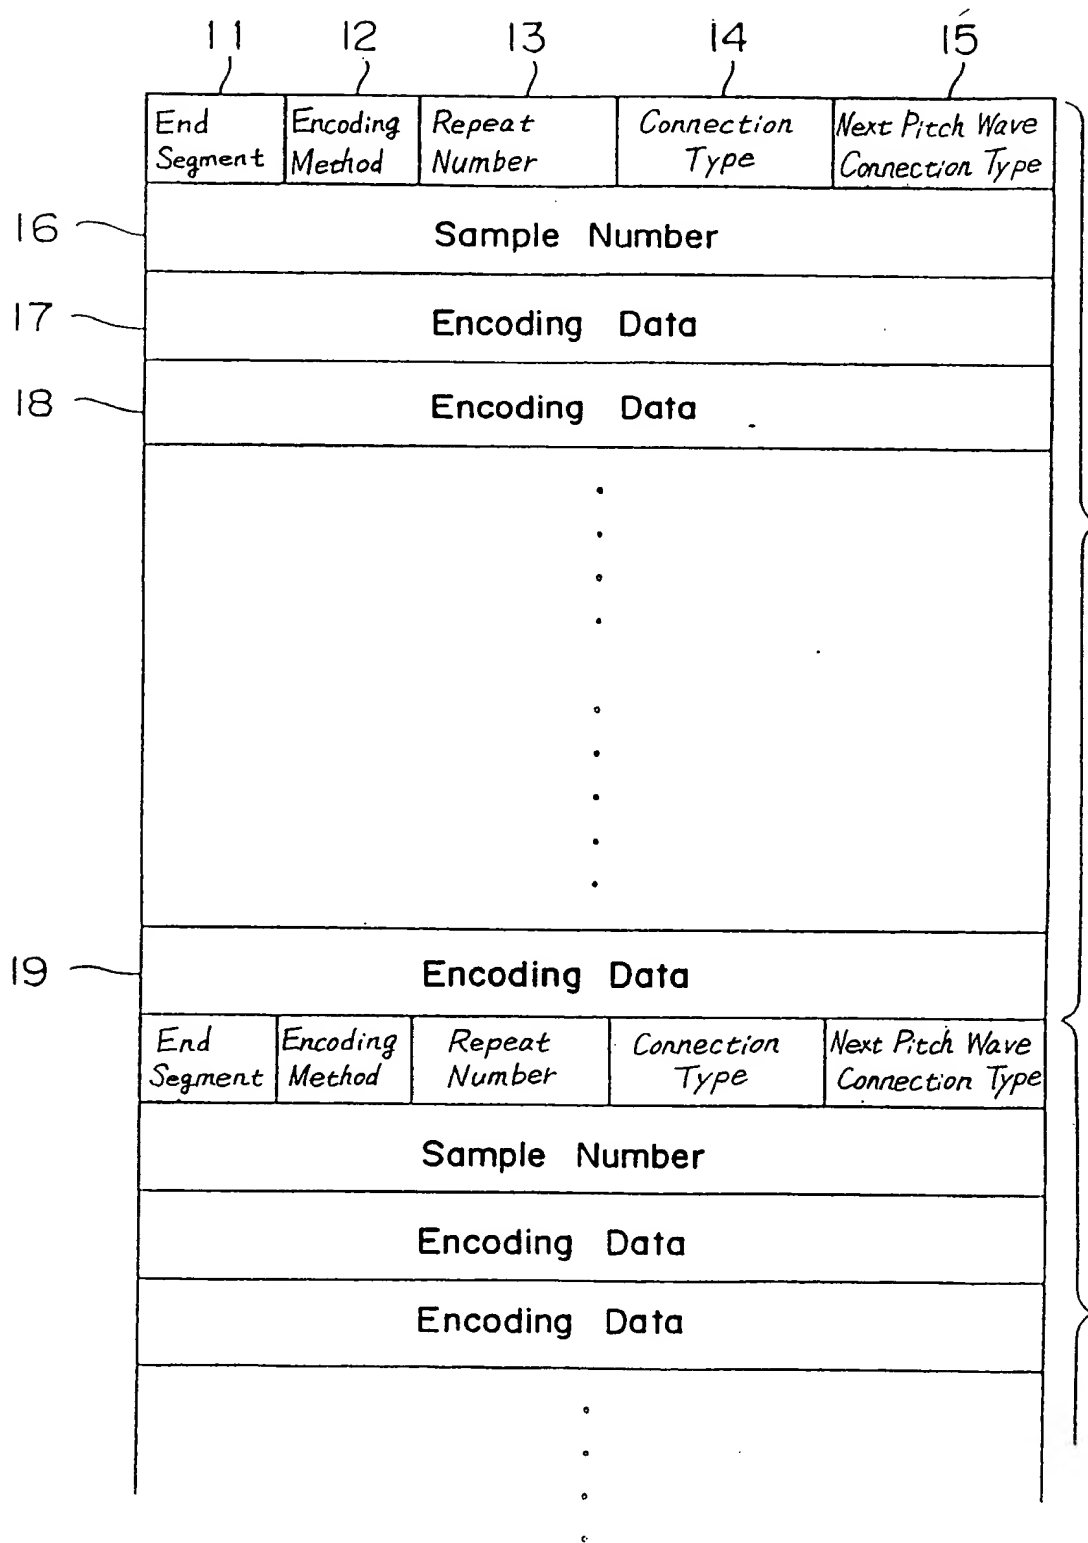 11 12 13 14 15
End Segment Encoding Method Repeat Number Connection Type Next Pitch Wave Connection Type
16 Sample Number
17 Encoding Data
18 Encoding Data
19 Encoding Data
End Segment Encoding Method Repeat Number Connection Type Next Pitch Wave Connection Type
Sample Number
Encoding Data
Encoding Data